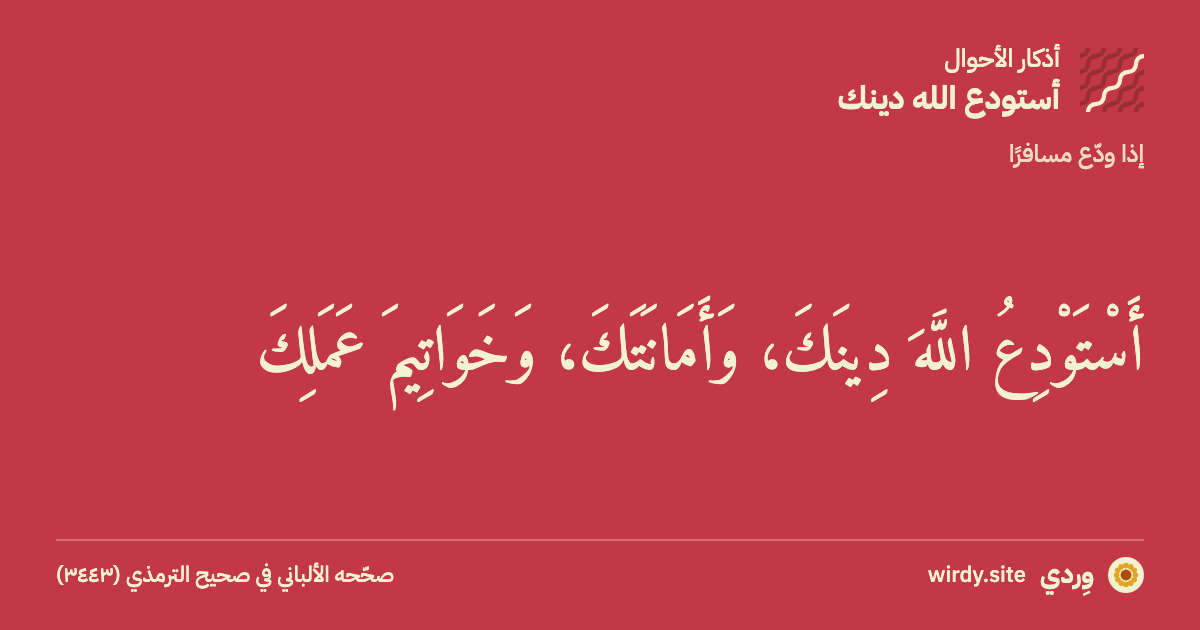 أذكار الأحوال
أستودع الله دينك
إذا ودّع مسافرًا
أَسْتَوْدِعُ اللَّهَ دِينَكَ، وَأَمَانَتَكَ، وَخَوَاتِيمَ عَمَلِكَ
وِردي wirdy.site
صحّحه الألباني في صحيح الترمذي (٣٤٤٣)